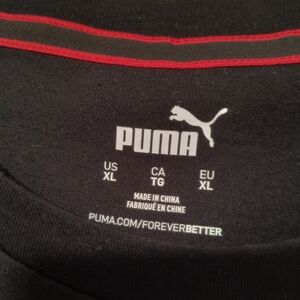 PUMA
US CA EU
XL TG XL
MADE IN CHINA
FABRIQUÉ EN CHINE
PUMA.COM/FOREVERBETTER